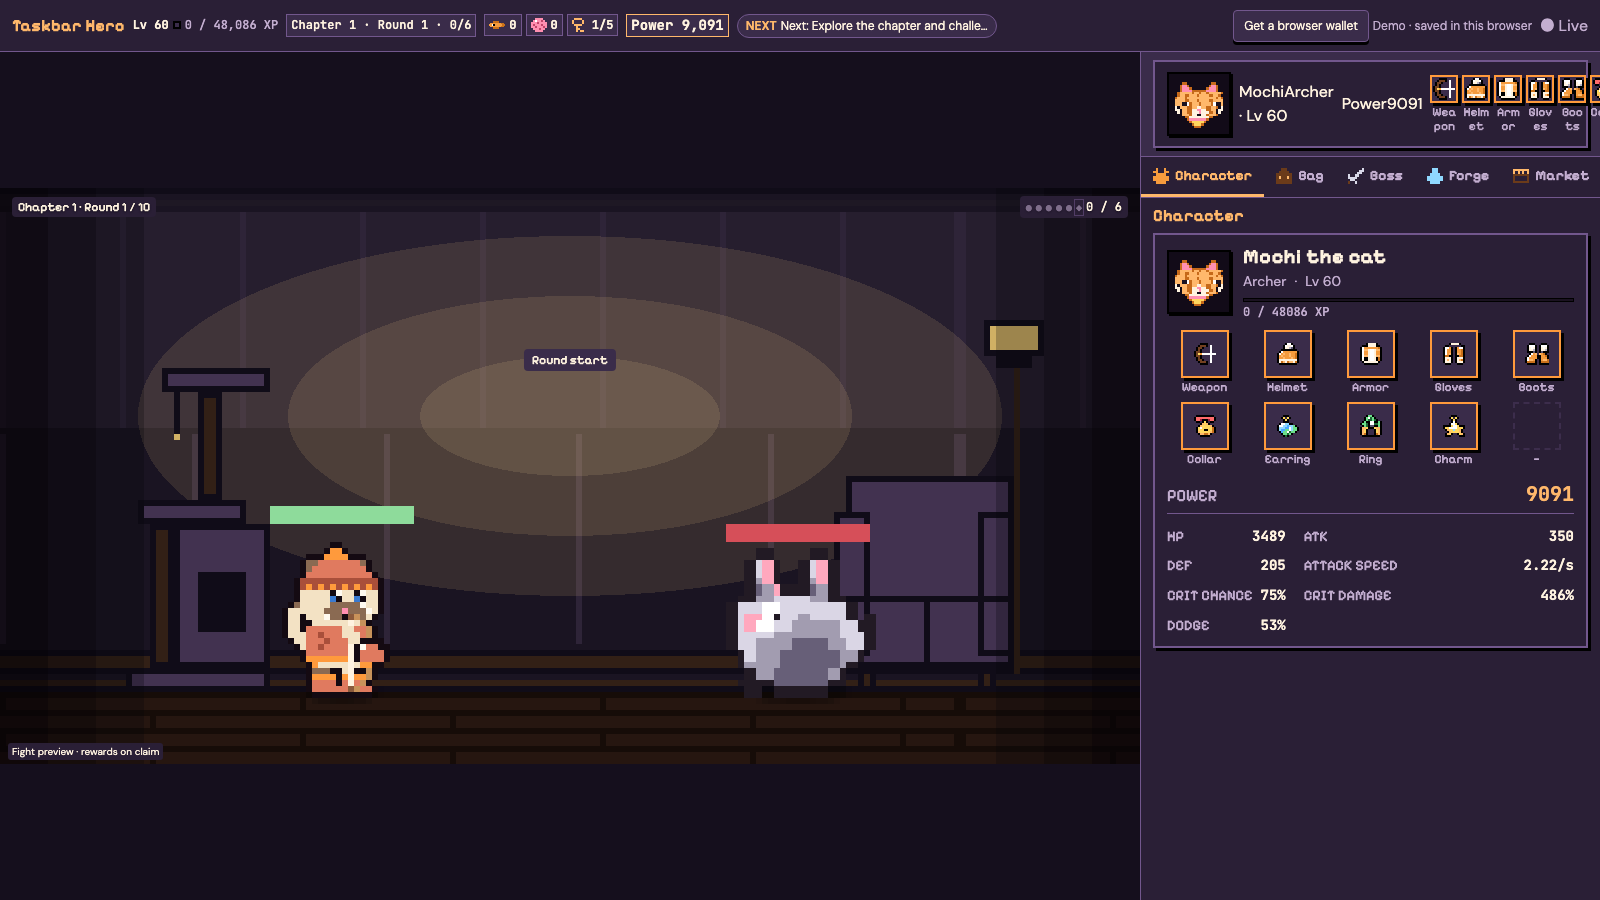 Taskbar Hero Lv 60 0 / 48,086 XP Chapter 1 · Round 1 · 0/6 0 0 1/5 Power 9,091 NEXT Next: Explore the chapter and challe… Get a browser wallet Demo · saved in this browser Live
MochiArcher
· Lv 60
Power9091
Wea
pon
Helm
et
Arm
or
Glov
es
Boo
ts
Character Bag Boss Forge Market
Chapter 1 · Round 1 / 10
0 / 6
Round start
Fight preview · rewards on claim
Character
Mochi the cat
Archer · Lv 60
0 / 48086 XP
Weapon Helmet Armor Gloves Boots
Collar Earring Ring Charm –
POWER 9091
HP 3489 ATK 350
DEF 205 ATTACK SPEED 2.22/s
CRIT CHANCE 75% CRIT DAMAGE 486%
DODGE 53%